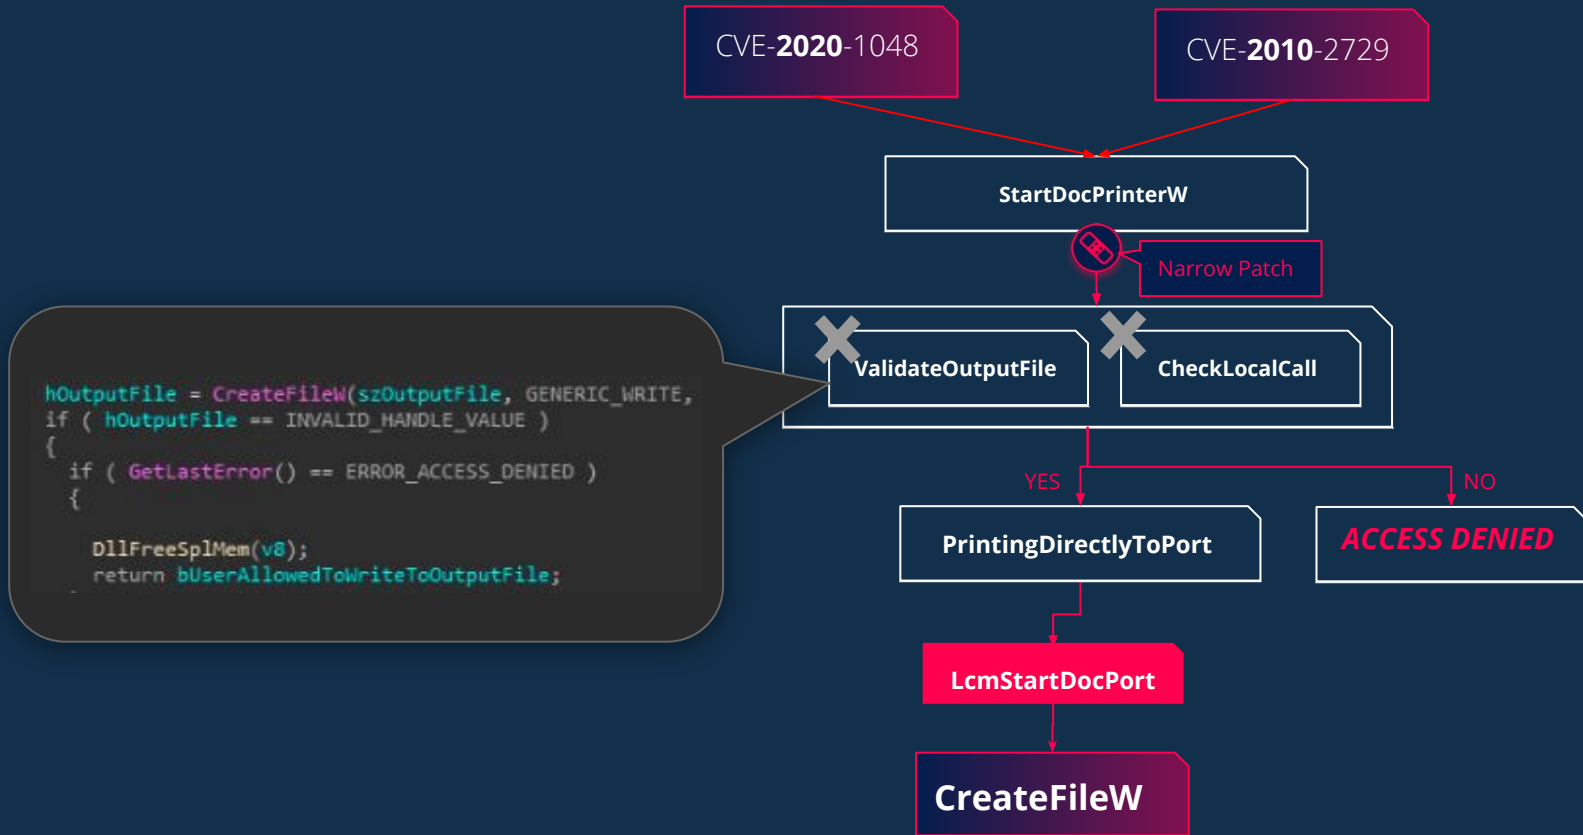 CVE-2020-1048
CVE-2010-2729
StartDocPrinterW
Narrow Patch
ValidateOutputFile
CheckLocalCall
hOutputFile = CreateFileW(szOutputFile, GENERIC_WRITE,
if ( hOutputFile == INVALID_HANDLE_VALUE )
{
if ( GetLastError() == ERROR_ACCESS_DENIED )
{
DllFreeSplMem(v8);
return bUserAllowedToWriteToOutputFile;
YES
NO
PrintingDirectlyToPort
ACCESS DENIED
LcmStartDocPort
CreateFileW